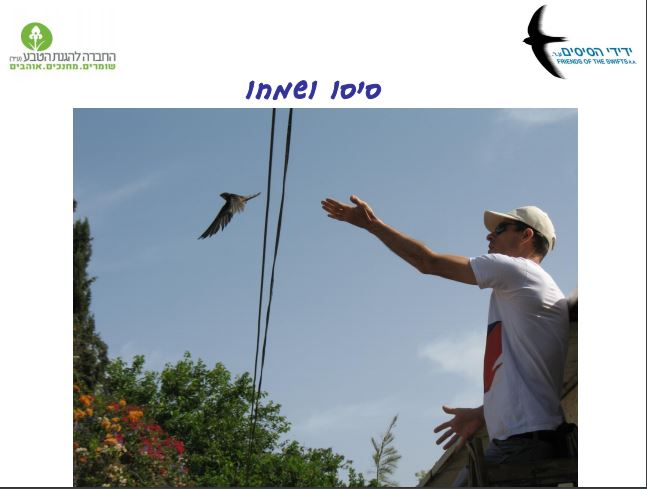 החברה להגנת הטבע (ע״ר)
שומרים.מחנכים.אוהבים
ידידי הסיסים ע.ר.
FRIENDS OF THE SWIFTS R.A.
סיסו ושמחו